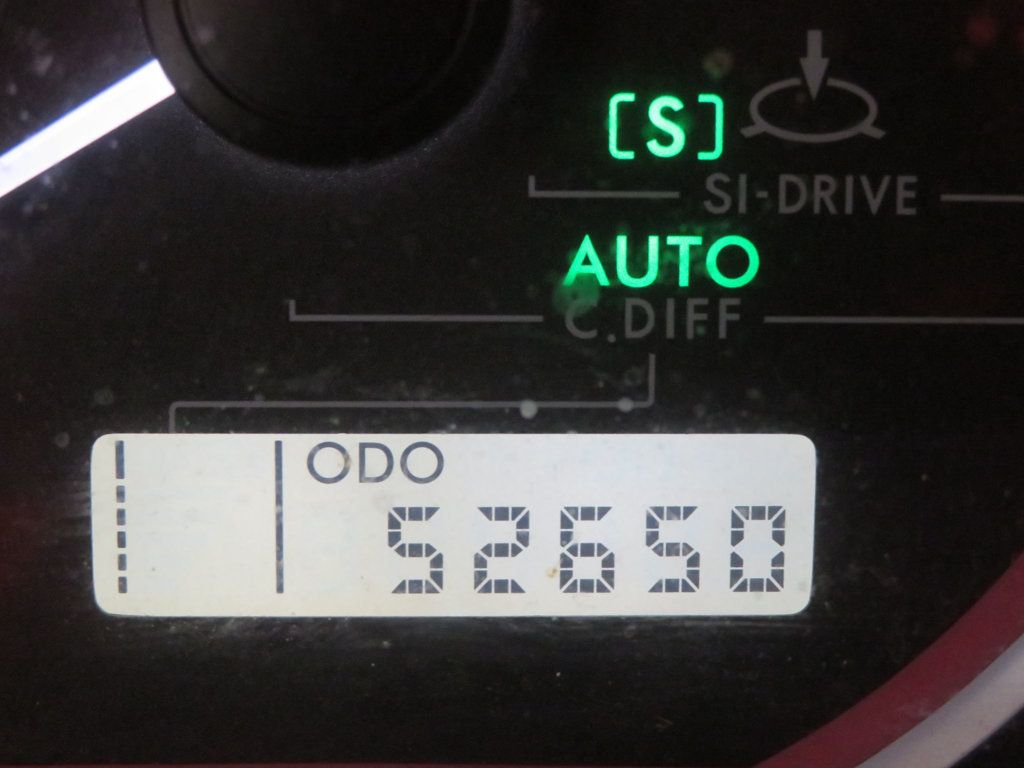 [S]
SI-DRIVE
AUTO
C.DIFF
ODO
52650